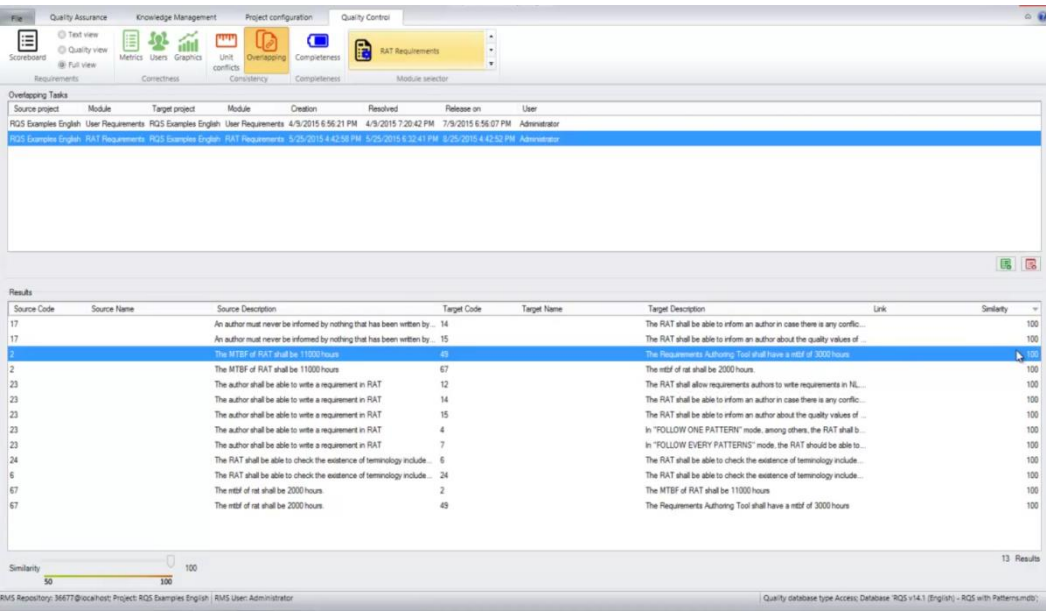 File Quality Assurance Knowledge Management Project configuration Quality Control
Scoreboard Text view Quality view Full view Metrics Users Graphics Unit conflicts Overlapping Completeness RAT Requirements
Requirements Correctness Consistency Completeness Module selector
Overlapping Tasks
Source project Module Target project Module Creation Resolved Release on User
RQS Examples English User Requirements RQS Examples English User Requirements 4/9/2015 6:56:21 PM 4/9/2015 7:20:42 PM 7/9/2015 6:56:07 PM Administrator
RQS Examples English RAT Requirements RQS Examples English RAT Requirements 5/25/2015 4:42:58 PM 5/25/2015 6:32:41 PM 8/25/2015 4:42:52 PM Administrator
Results
Source Code Source Name Source Description Target Code Target Name Target Description Link Similarity
17 An author must never be informed by nothing that has been written by... 14 The RAT shall be able to inform an author in case there is any conflic... 100
17 An author must never be informed by nothing that has been written by... 15 The RAT shall be able to inform an author about the quality values of ... 100
2 The MTBF of RAT shall be 11000 hours 49 The Requirements Authoring Tool shall have a mtbf of 3000 hours 100
2 The MTBF of RAT shall be 11000 hours 67 The mtbf of rat shall be 2000 hours. 100
23 The author shall be able to write a requirement in RAT 12 The RAT shall allow requirements authors to write requirements in NL,... 100
23 The author shall be able to write a requirement in RAT 14 The RAT shall be able to inform an author in case there is any conflic... 100
23 The author shall be able to write a requirement in RAT 15 The RAT shall be able to inform an author about the quality values of ... 100
23 The author shall be able to write a requirement in RAT 4 In "FOLLOW ONE PATTERN" mode, among others, the RAT shall b... 100
23 The author shall be able to write a requirement in RAT 7 In "FOLLOW EVERY PATTERNS" mode, the RAT should be able to... 100
24 The RAT shall be able to check the existence of terminology include... 6 The RAT shall be able to check the existence of terminology include... 100
6 The RAT shall be able to check the existence of terminology include... 24 The RAT shall be able to check the existence of terminology include... 100
67 The mtbf of rat shall be 2000 hours. 2 The MTBF of RAT shall be 11000 hours 100
67 The mtbf of rat shall be 2000 hours. 49 The Requirements Authoring Tool shall have a mtbf of 3000 hours 100
13 Results
Similarity 100
50 100
RMS Repository: 36677@localhost; Project: RQS Examples English RMS User: Administrator Quality database type Access; Database 'RQS v14.1 (English) - RQS with Patterns.mdb';